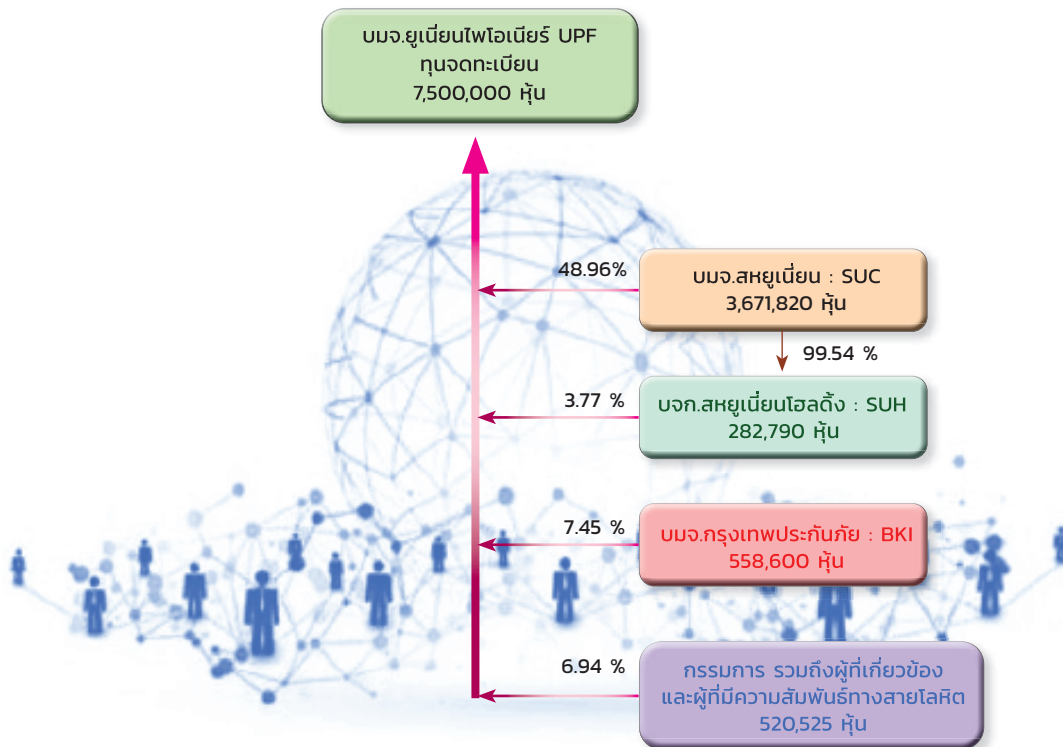 บมจ.ยูเนี่ยนไพโอเนียร์ UPF
ทุนจดทะเบียน
7,500,000 หุ้น
48.96%
บมจ.สหยูเนี่ยน : SUC
3,671,820 หุ้น
99.54 %
3.77 %
บจก.สหยูเนี่ยนโฮลดิ้ง : SUH
282,790 หุ้น
7.45 %
บมจ.กรุงเทพประกันภัย : BKI
558,600 หุ้น
6.94 %
กรรมการ รวมถึงผู้ที่เกี่ยวข้อง
และผู้ที่มีความสัมพันธ์ทางสายโลหิต
520,525 หุ้น